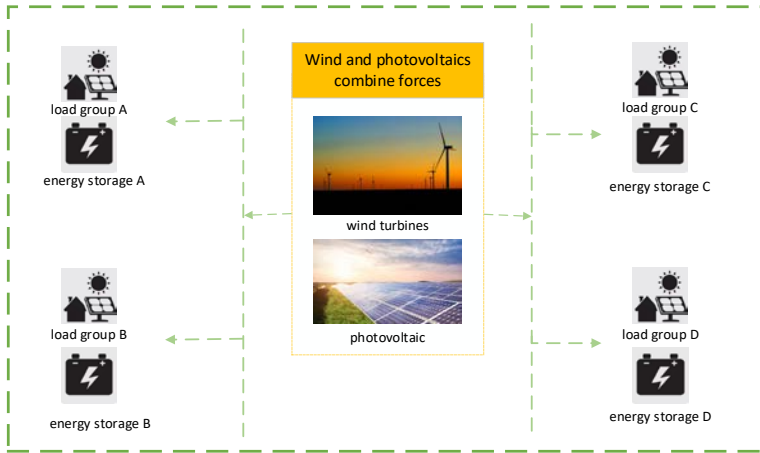 Wind and photovoltaics
combine forces
wind turbines
photovoltaic
load group A
energy storage A
load group B
energy storage B
load group C
energy storage C
load group D
energy storage D